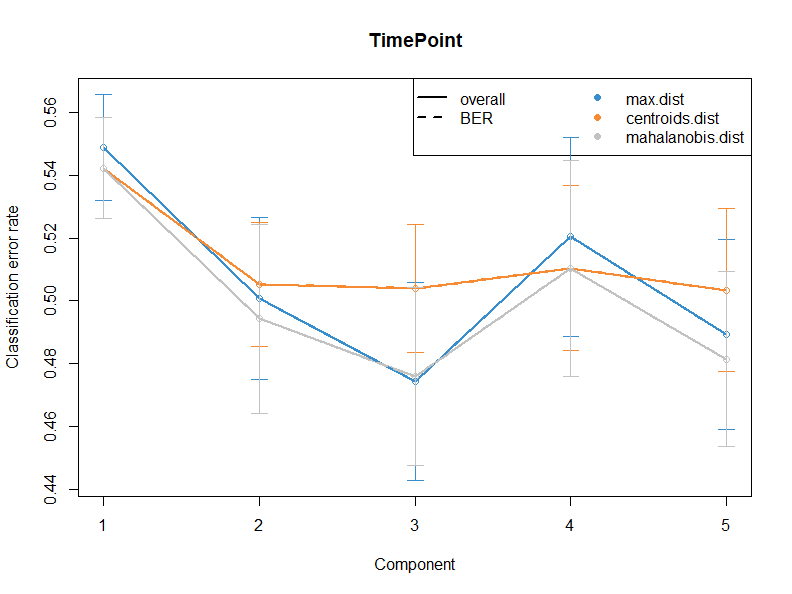 TimePoint
overall
BER
max.dist
centroids.dist
mahalanobis.dist
Classification error rate
0.56
0.54
0.52
0.50
0.48
0.46
0.44
1 2 3 4 5
Component